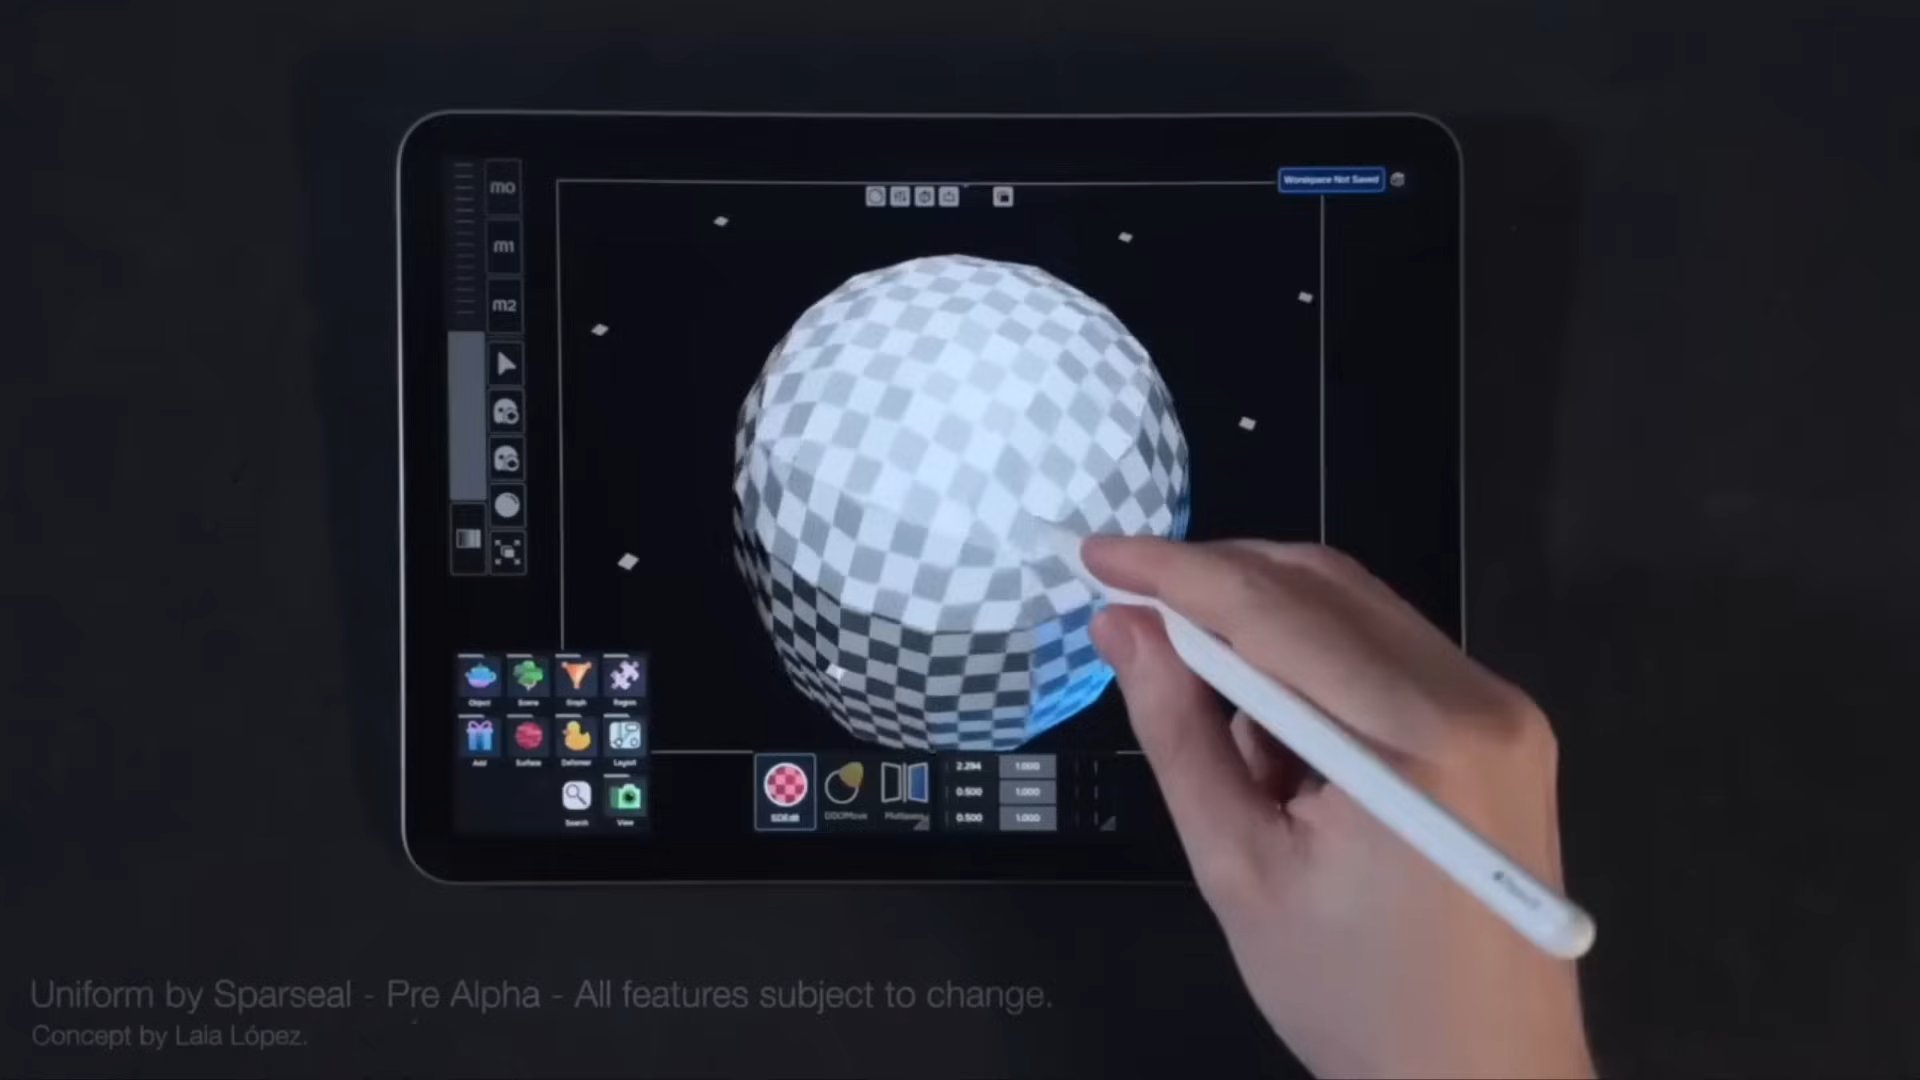 m0
Workspace Not Saved
m1
m2
Object
Scene
Graph
Region
Add
Surface
Deformer
Layout
Search
View
2.294
1.000
0.500
1.000
0.500
1.000
Uniform by Sparseal - Pre Alpha - All features subject to change.
Concept by Laia López.